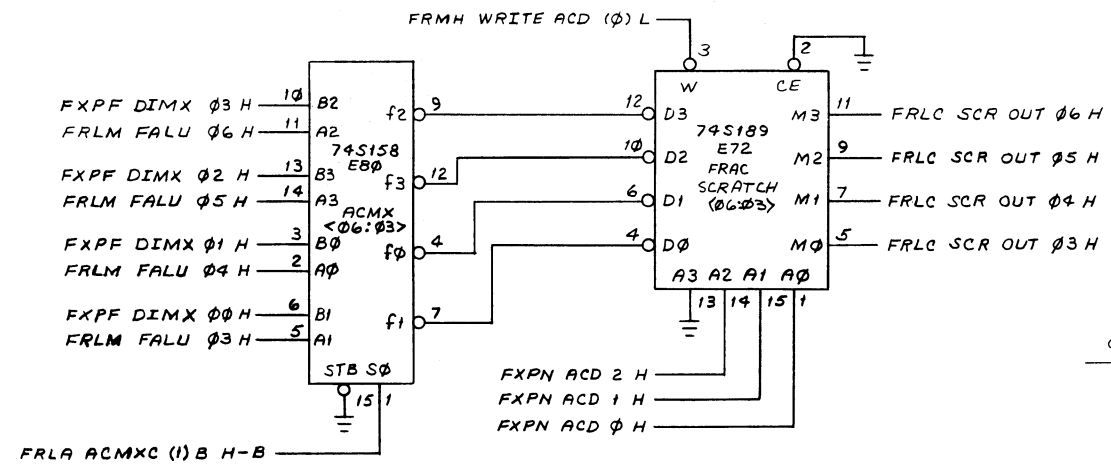 FRMH WRITE ACD (Ø) L
3
2
W
CE
FXPF DIMX Ø3 H
1Ø
B2
f2
9
12
D3
M3
11
FRLC SCR OUT Ø6 H
FRLM FALU Ø6 H
11
A2
74S158
E8Ø
74S189
E72
FRAC
SCRATCH
<Ø6:Ø3>
1Ø
D2
M2
9
FRLC SCR OUT Ø5 H
FXPF DIMX Ø2 H
13
B3
f3
12
FRLM FALU Ø5 H
14
A3
6
D1
M1
7
FRLC SCR OUT Ø4 H
ACMX
<Ø6:Ø3>
FXPF DIMX Ø1 H
3
BØ
fØ
4
4
DØ
MØ
5
FRLC SCR OUT Ø3 H
FRLM FALU Ø4 H
2
AØ
A3 A2 A1 AØ
13 14 15 1
FXPF DIMX ØØ H
6
B1
f1
7
FRLM FALU Ø3 H
5
A1
STB SØ
15 1
FXPN ACD 2 H
FXPN ACD 1 H
FXPN ACD Ø H
FRLA ACMXC (1) B H-B